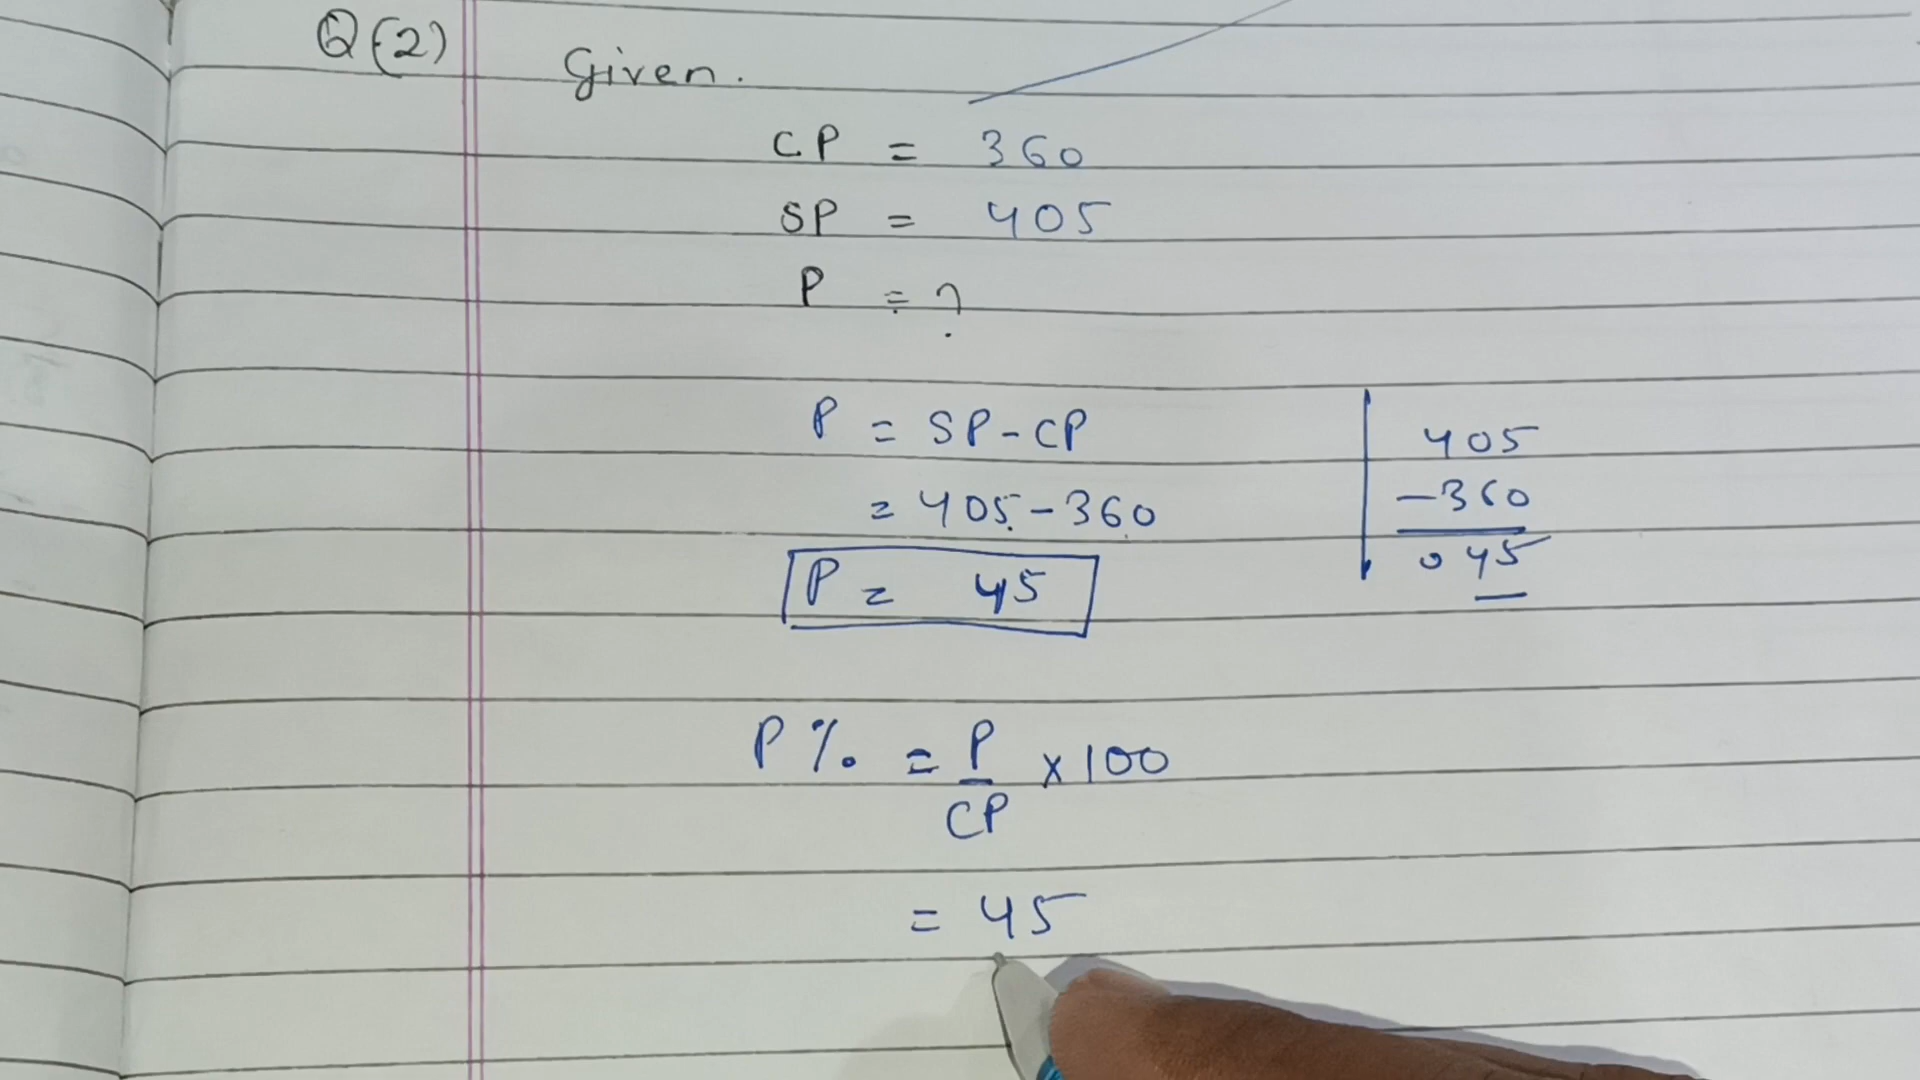 Q(2) Given.
CP = 360
SP = 405
P = ?
P = SP - CP
= 405 - 360
P = 45
405
- 360
045
P % = P/CP × 100
= 45